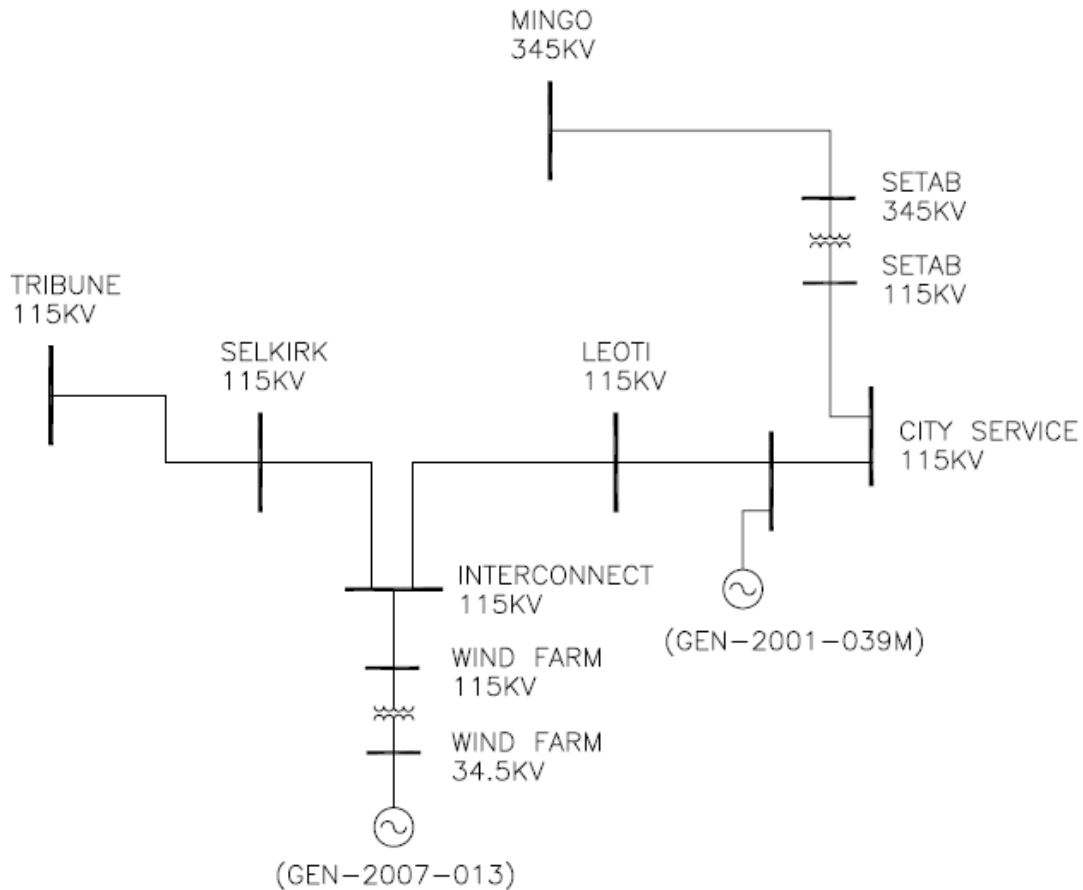 MINGO
345KV
SETAB
345KV
SETAB
115KV
TRIBUNE
115KV
SELKIRK
115KV
LEOTI
115KV
CITY SERVICE
115KV
INTERCONNECT
115KV
(GEN-2001-039M)
WIND FARM
115KV
WIND FARM
34.5KV
(GEN-2007-013)